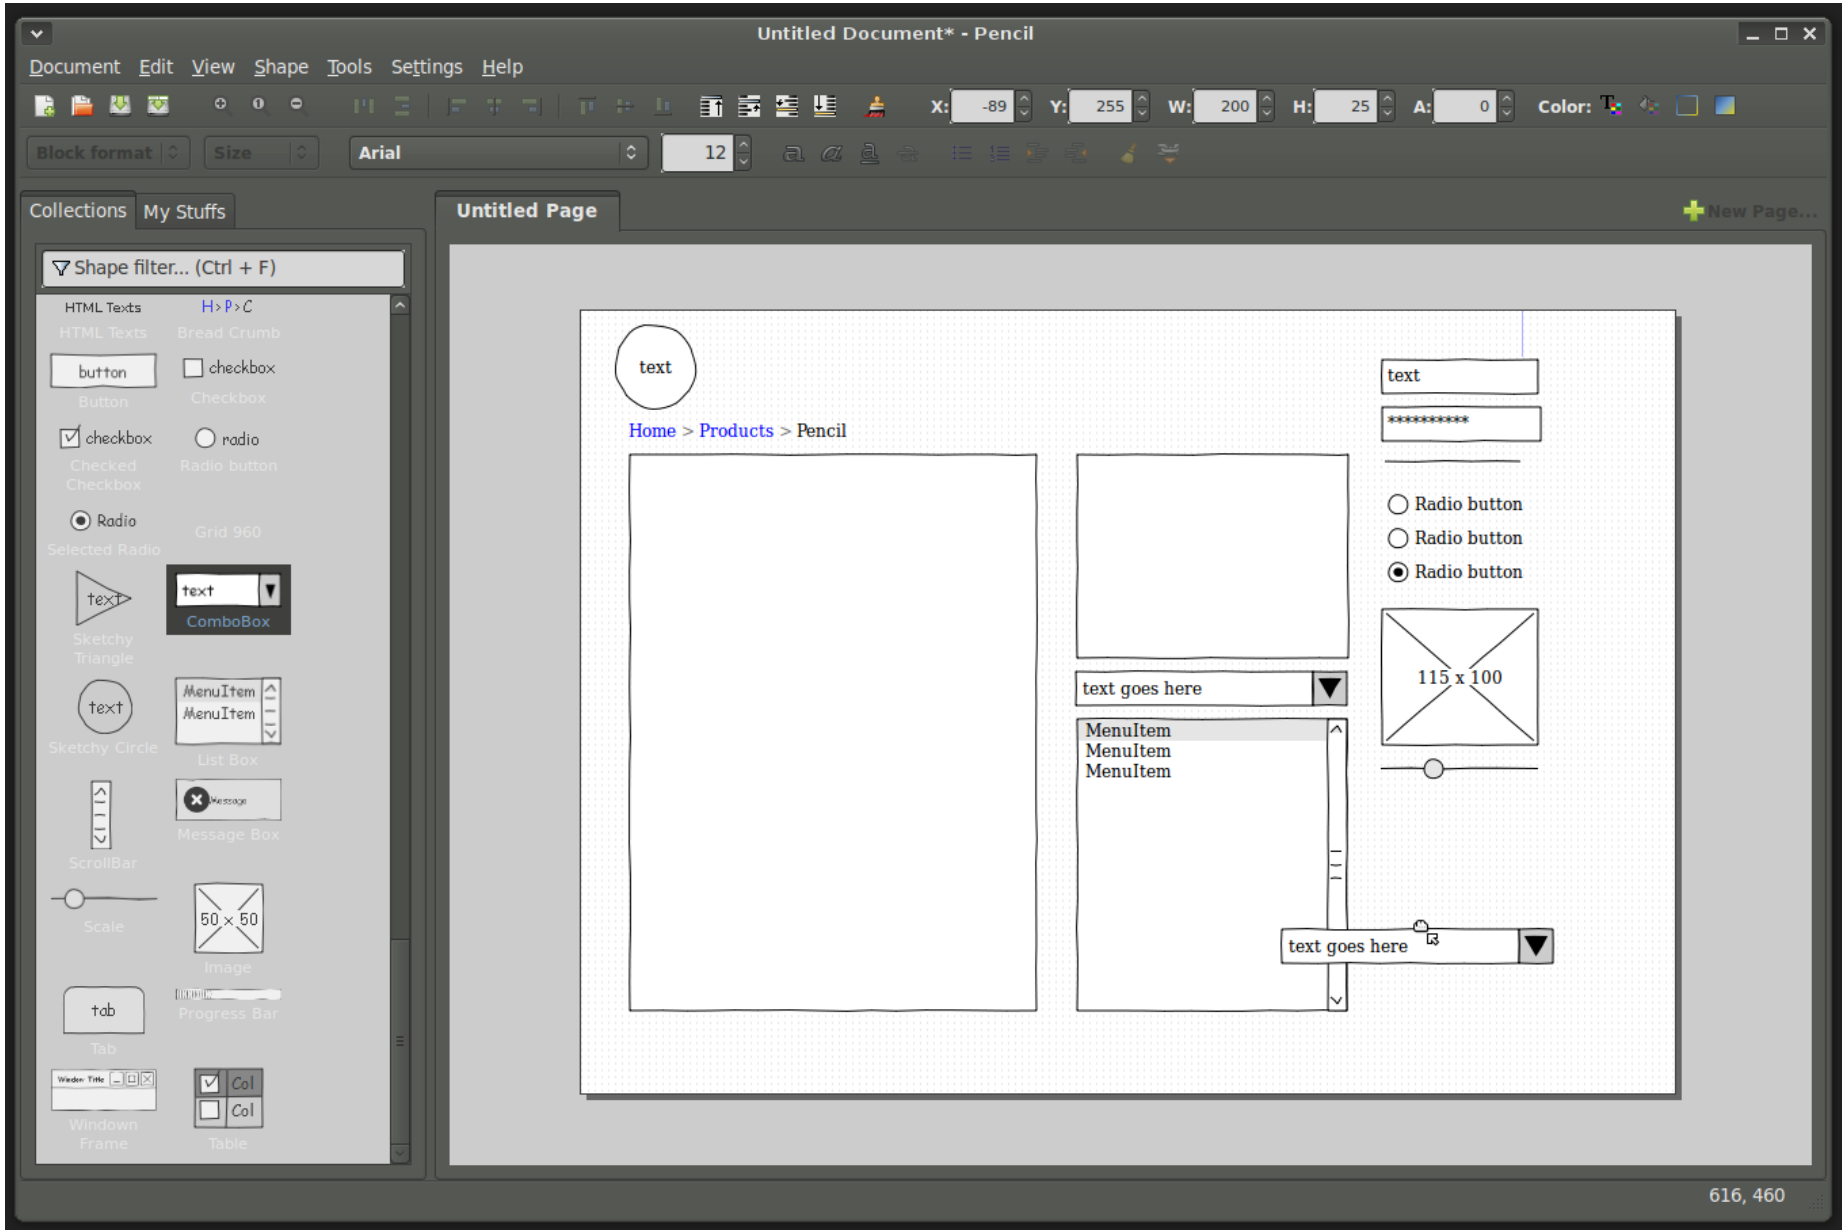 Untitled Document* - Pencil
Document Edit View Shape Tools Settings Help
X: -89 Y: 255 W: 200 H: 25 A: 0 Color:
Block format Size Arial 12
Collections My Stuffs
Untitled Page
New Page...
Shape filter... (Ctrl + F)
HTML Texts H>P>C
HTML Texts Bread Crumb
button checkbox
Button Checkbox
checkbox radio
Checked Checkbox
Radio button
Radio
Selected Radio
Grid 960
text
Sketchy Triangle
text
ComboBox
text
Sketchy Circle
MenuItem
MenuItem
List Box
ScrollBar
Message
Message Box
Scale
50 x 50
Image
tab
Tab
Progress Bar
Windown Frame
Col
Col
Table
text
Home > Products > Pencil
text goes here
MenuItem
MenuItem
MenuItem
text
**********
Radio button
Radio button
Radio button
115 x 100
text goes here
616, 460